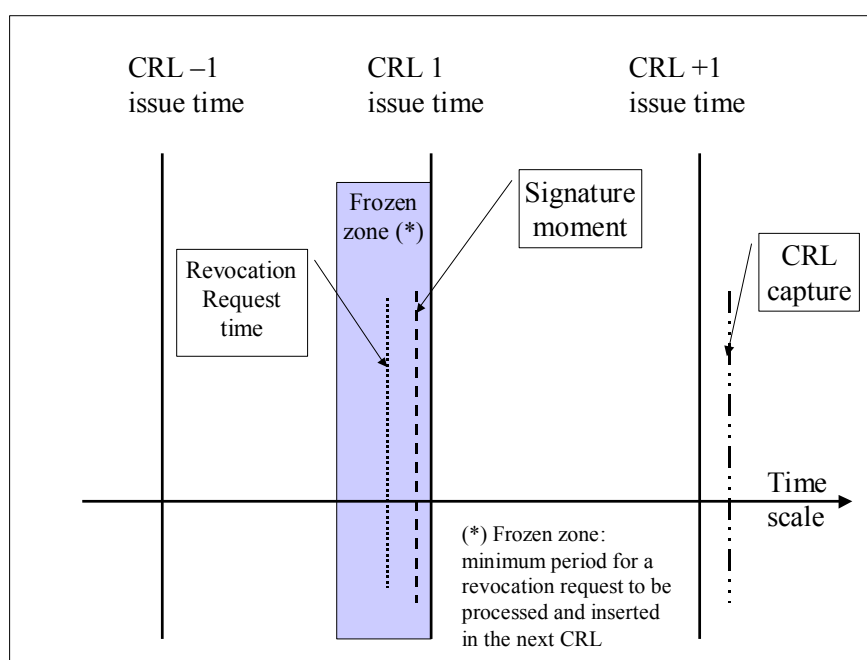 CRL –1
issue time
CRL 1
issue time
CRL +1
issue time
Frozen
zone (*)
Signature
moment
Revocation
Request
time
CRL
capture
Time
scale
(*) Frozen zone:
minimum period for a
revocation request to be
processed and inserted
in the next CRL